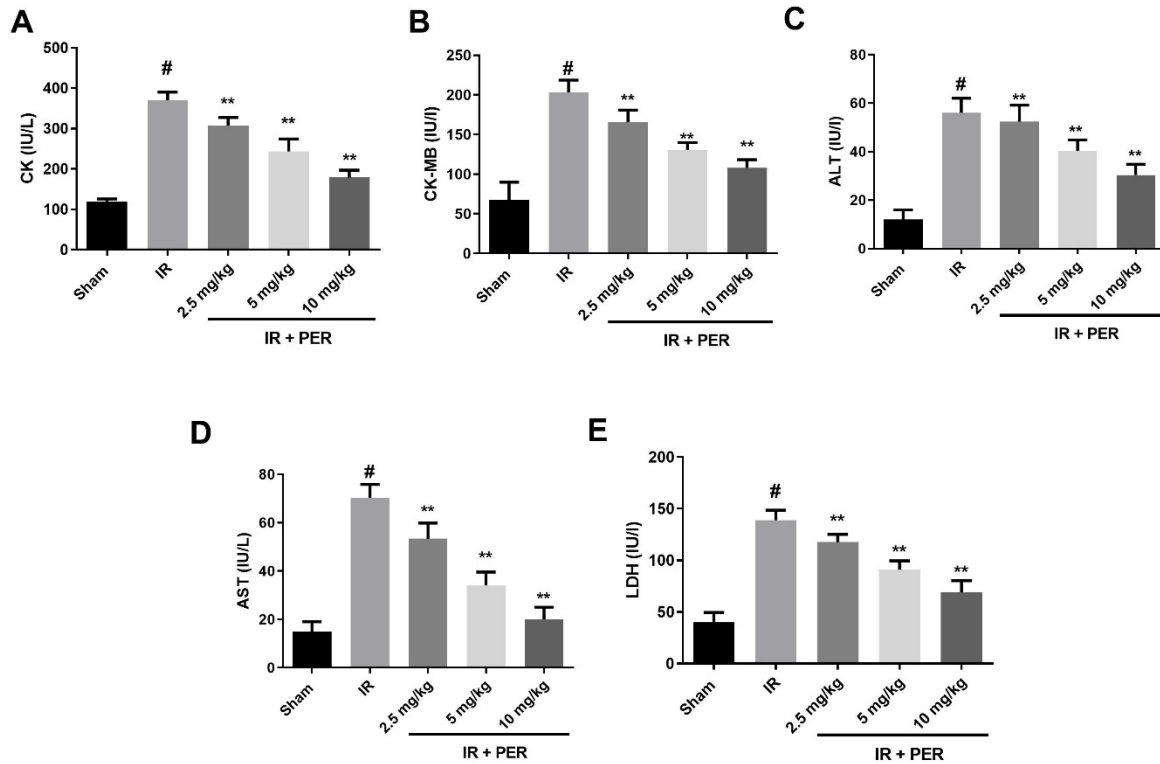 A
CK (IU/L)
500
400
300
200
100
0
#
**
**
**
Sham
IR
2.5 mg/kg
5 mg/kg
10 mg/kg
IR + PER
B
CK-MB (IU/l)
250
200
150
100
50
0
#
**
**
**
Sham
IR
2.5 mg/kg
5 mg/kg
10 mg/kg
IR + PER
C
ALT (IU/l)
80
60
40
20
0
#
**
**
**
Sham
IR
2.5 mg/kg
5 mg/kg
10 mg/kg
IR + PER
D
AST (IU/L)
80
60
40
20
0
#
**
**
**
Sham
IR
2.5 mg/kg
5 mg/kg
10 mg/kg
IR + PER
E
LDH (IU/l)
200
150
100
50
0
#
**
**
**
Sham
IR
2.5 mg/kg
5 mg/kg
10 mg/kg
IR + PER